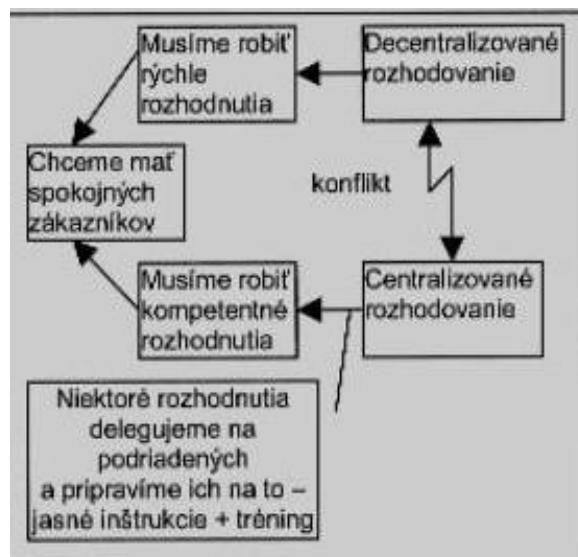 Musíme robiť
rýchle
rozhodnutia
Decentralizované
rozhodovanie
Chceme mať
spokojných
zákazníkov
konflikt
Musíme robiť
kompetentné
rozhodnutia
Centralizované
rozhodovanie
Niektoré rozhodnutia
delegujeme na
podriadených
a pripravíme ich na to –
jasné inštrukcie + tréning